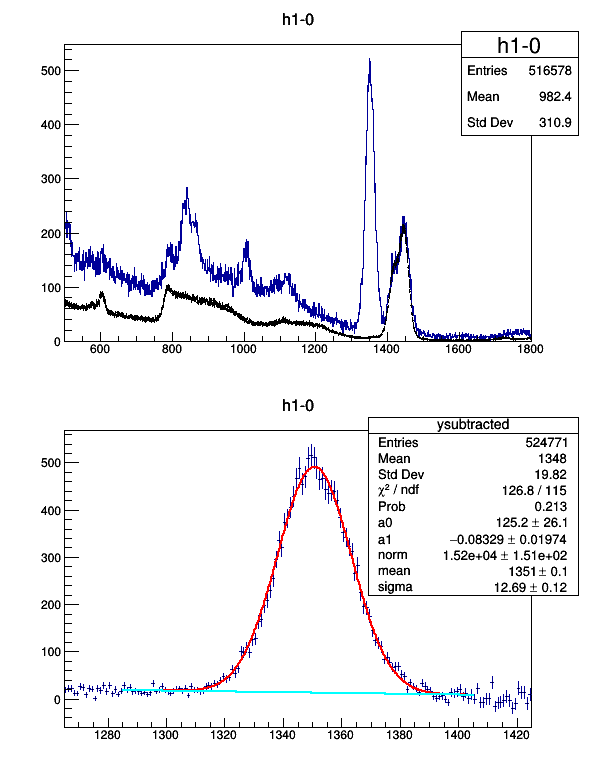 h1-0
h1-0
Entries 516578
Mean 982.4
Std Dev 310.9
500
400
300
200
100
0
600 800 1000 1200 1400 1600 1800
h1-0
ysubtracted
Entries 524771
Mean 1348
Std Dev 19.82
χ² / ndf 126.8 / 115
Prob 0.213
a0 125.2 ± 26.1
a1 −0.08329 ± 0.01974
norm 1.52e+04 ± 1.51e+02
mean 1351 ± 0.1
sigma 12.69 ± 0.12
500
400
300
200
100
0
1280 1300 1320 1340 1360 1380 1400 1420